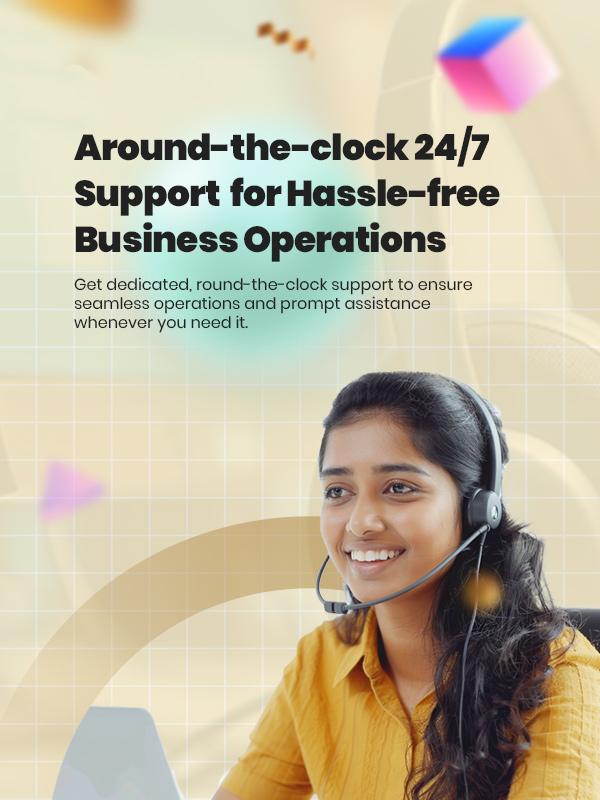 Around-the-clock 24/7
Support for Hassle-free
Business Operations
Get dedicated, round-the-clock support to ensure
seamless operations and prompt assistance
whenever you need it.